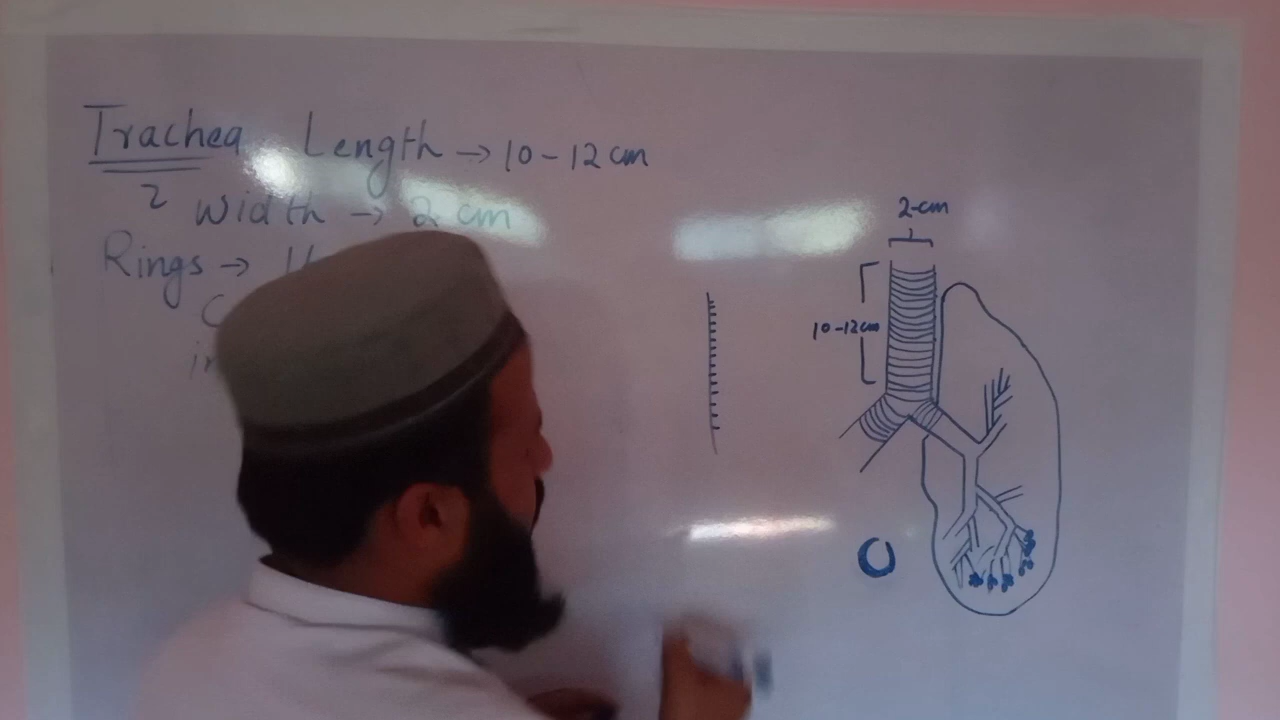 Trachea Length → 10-12 cm
2 width → 2 cm
Rings →
2-cm
10-12cm